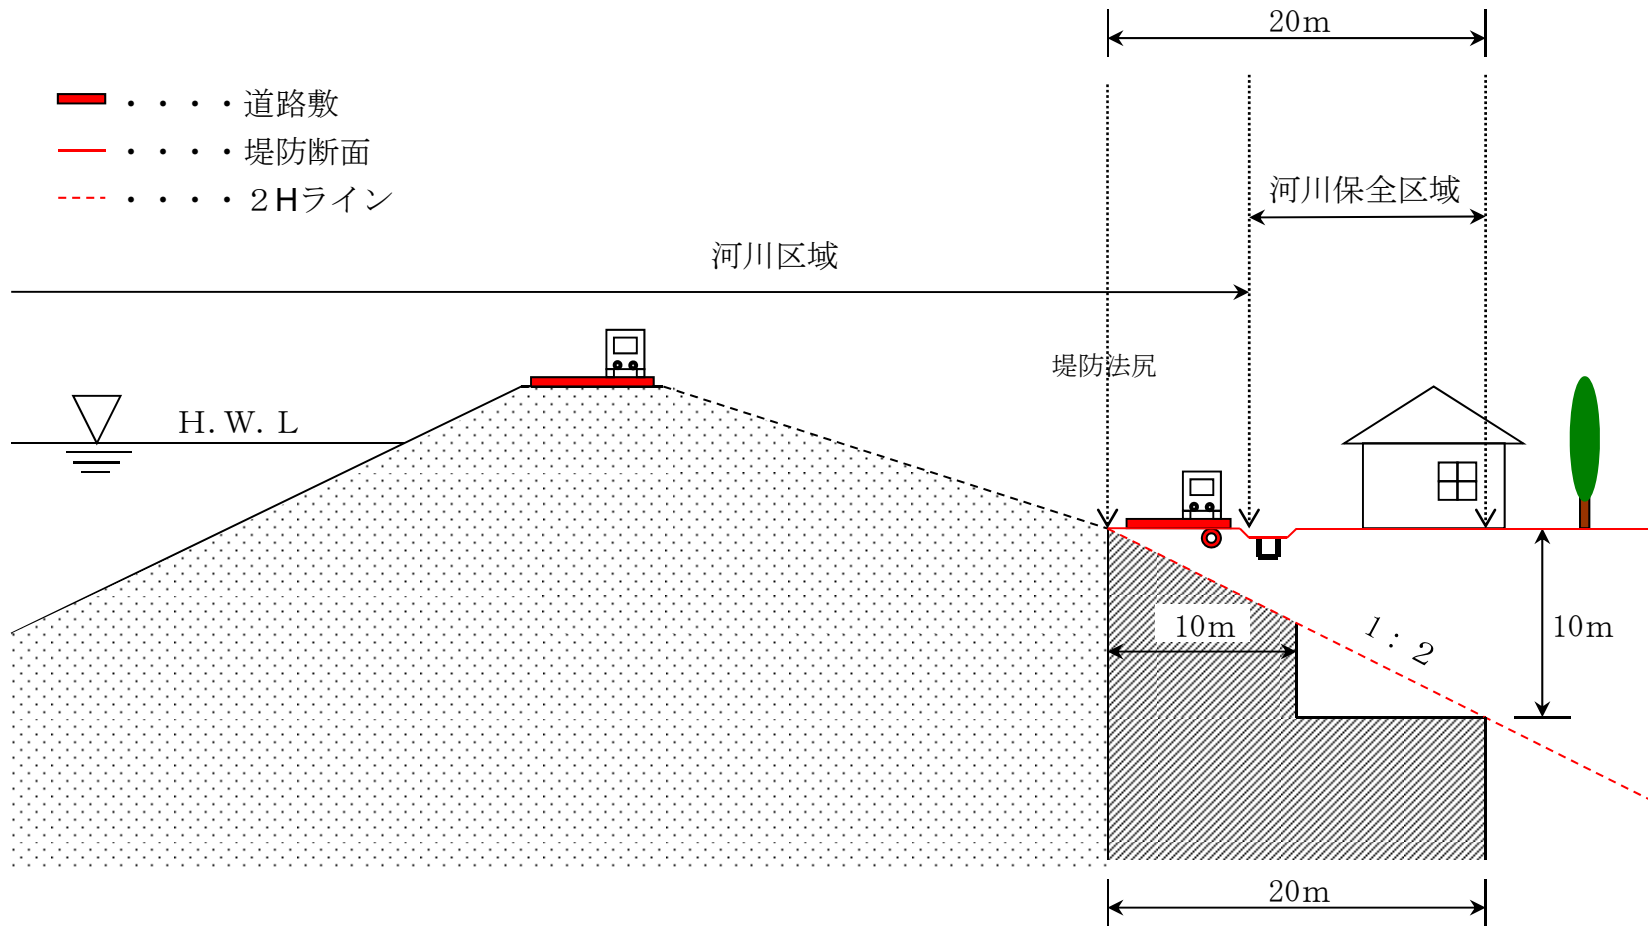 20m
・・・・道路敷
・・・・堤防断面
・・・・２Hライン
河川保全区域
河川区域
堤防法尻
H.W.L
10m
1：2
10m
20m